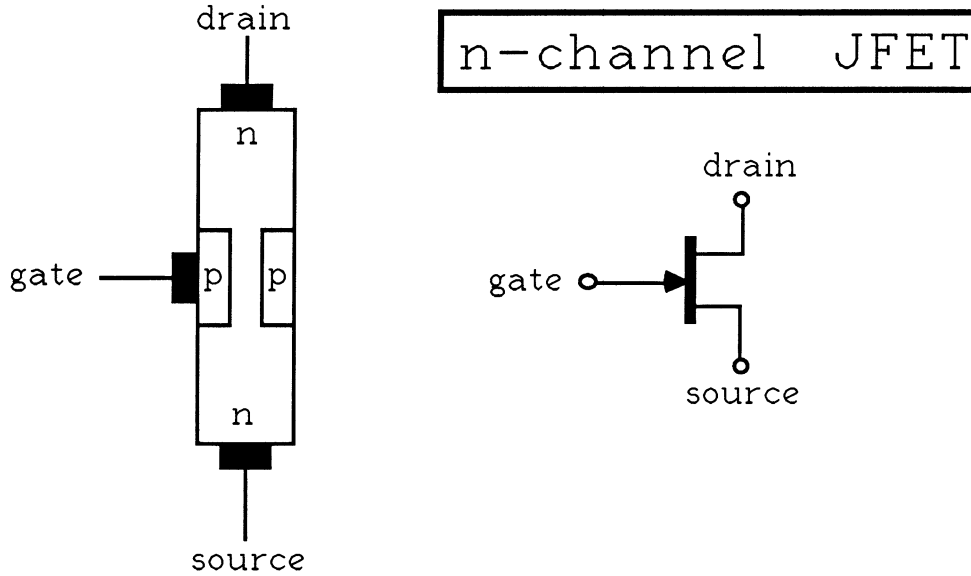 drain
n-channel JFET
n
drain
gate
p
p
gate
n
source
source